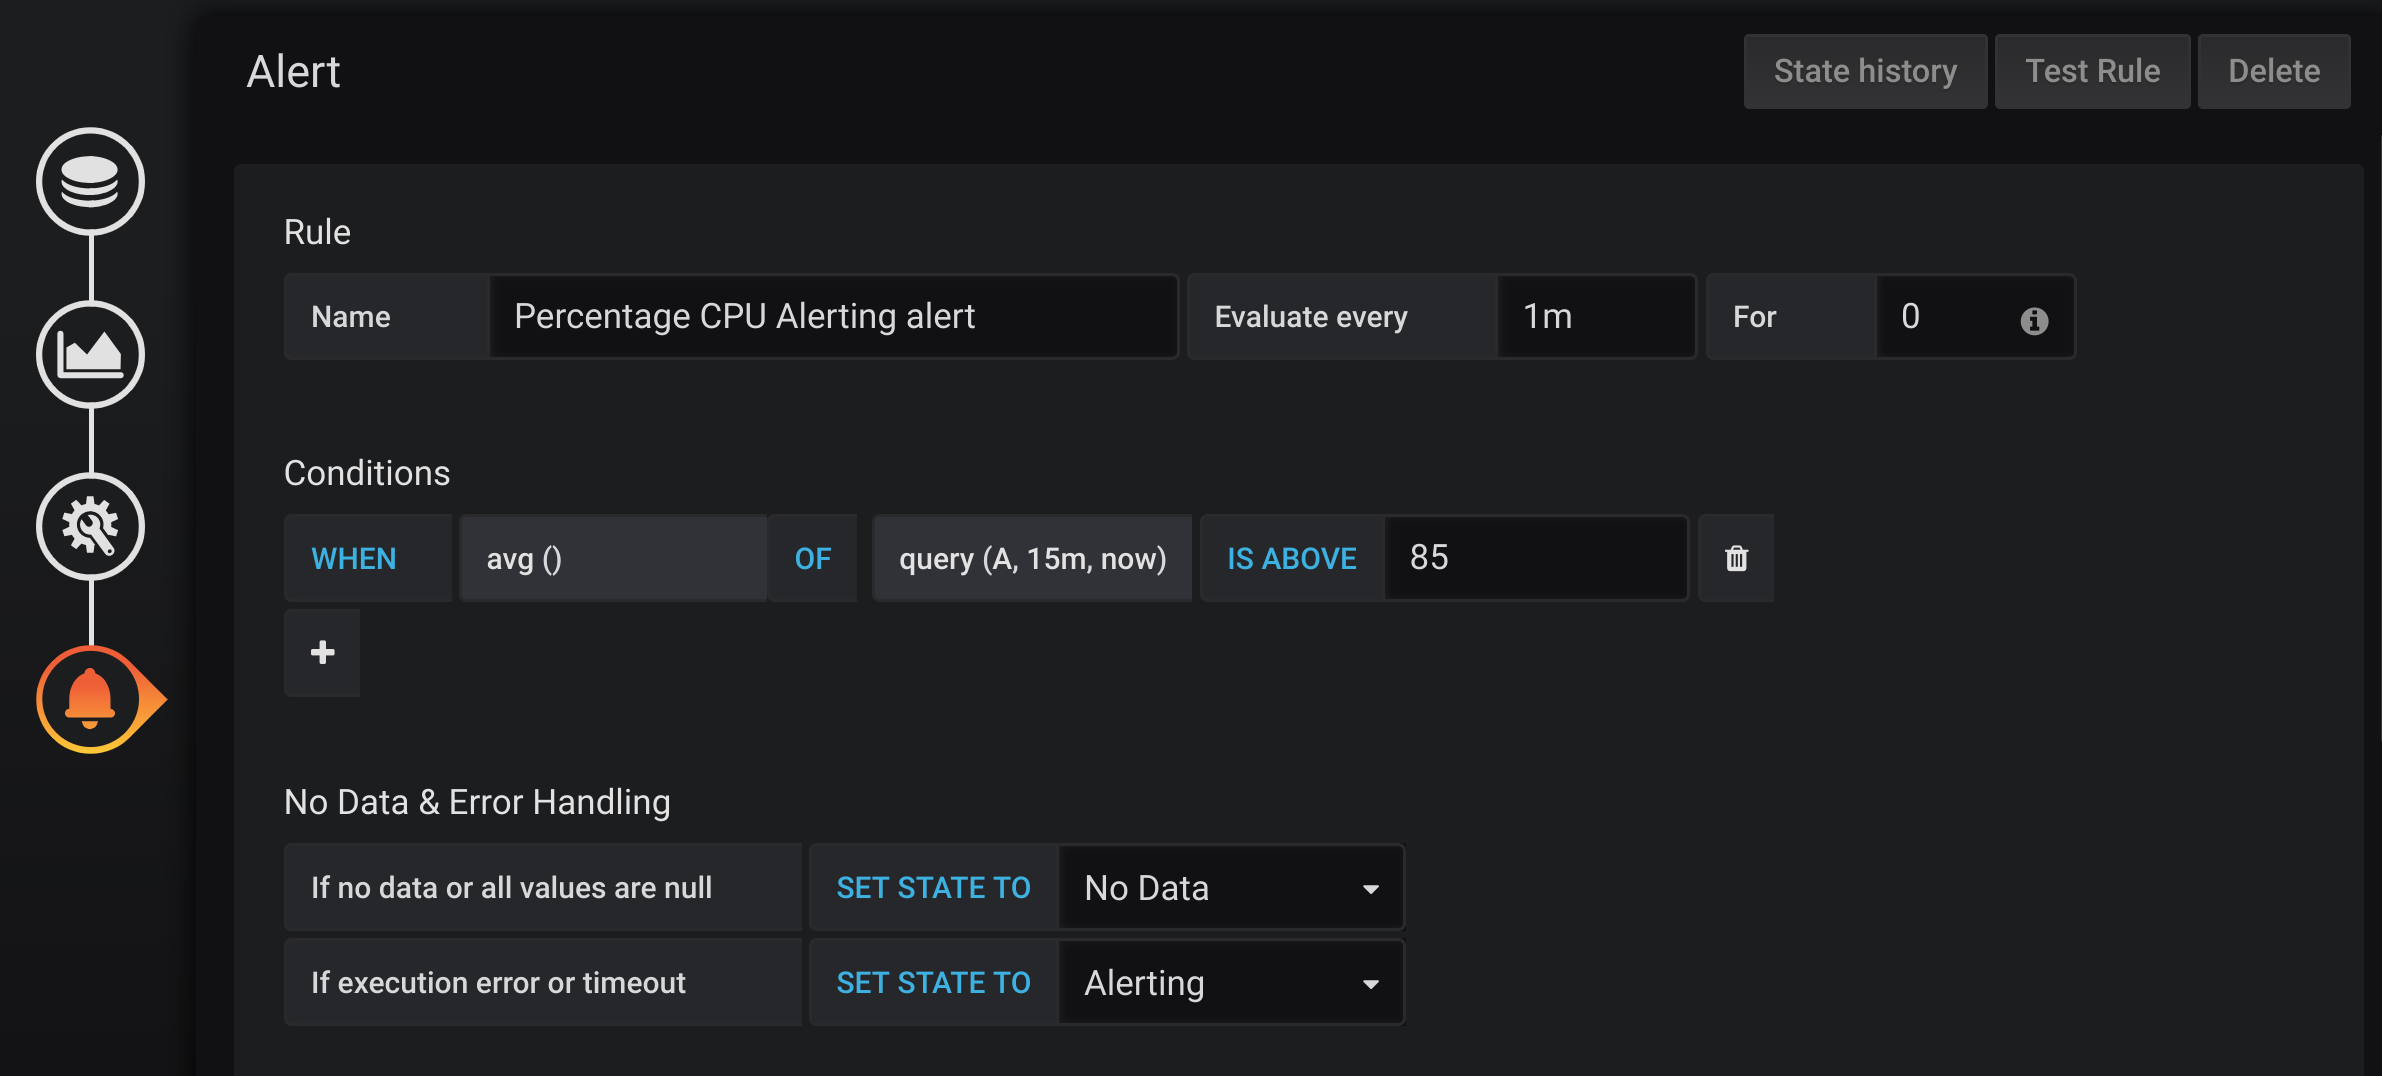 Alert
State history
Test Rule
Delete
Rule
Name Percentage CPU Alerting alert Evaluate every 1m For 0
Conditions
WHEN avg () OF query (A, 15m, now) IS ABOVE 85
No Data & Error Handling
If no data or all values are null SET STATE TO No Data
If execution error or timeout SET STATE TO Alerting